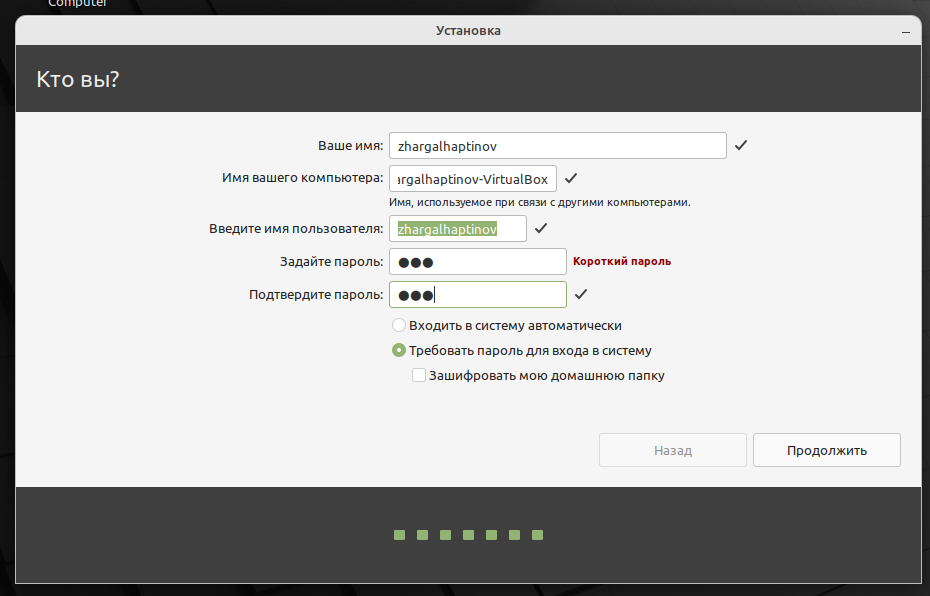 Computer
Установка
Кто вы?
Ваше имя: zhargalhaptinov
Имя вашего компьютера: argalhaptinov-VirtualBox
Имя, используемое при связи с другими компьютерами.
Введите имя пользователя: zhargalhaptinov
Задайте пароль: ●●● Короткий пароль
Подтвердите пароль: ●●●
Входить в систему автоматически
Требовать пароль для входа в систему
Зашифровать мою домашнюю папку
Назад Продолжить